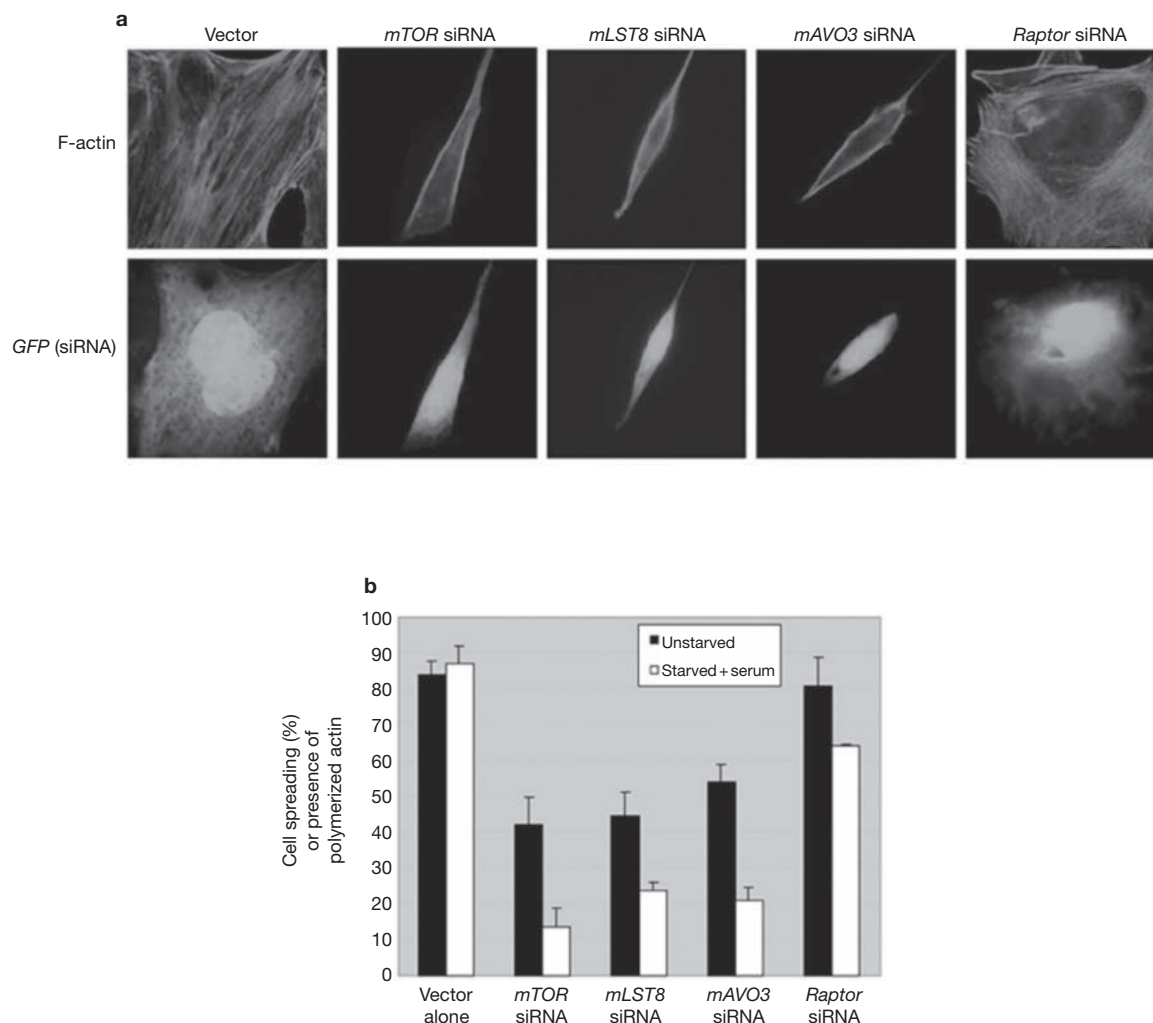 a
Vector
mTOR siRNA
mLST8 siRNA
mAVO3 siRNA
Raptor siRNA
F-actin
GFP (siRNA)
b
Cell spreading (%)
or presence of
polymerized actin
100
90
80
70
60
50
40
30
20
10
0
Unstarved
Starved + serum
Vector
alone
mTOR
siRNA
mLST8
siRNA
mAVO3
siRNA
Raptor
siRNA